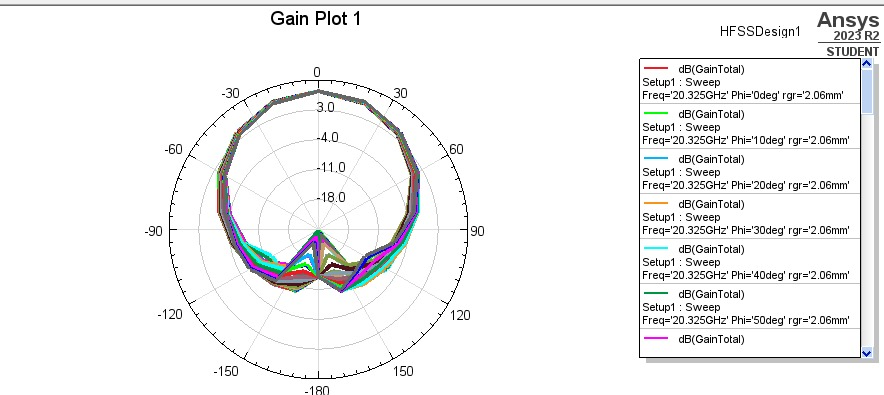 Gain Plot 1
HFSSDesign1
Ansys
2023 R2
STUDENT
0
-30
30
3.0
-4.0
-60
60
-11.0
-18.0
-90
90
-120
120
-150
150
-180
dB(GainTotal)
Setup1 : Sweep
Freq='20.325GHz' Phi='0deg' rgr='2.06mm'
dB(GainTotal)
Setup1 : Sweep
Freq='20.325GHz' Phi='10deg' rgr='2.06mm'
dB(GainTotal)
Setup1 : Sweep
Freq='20.325GHz' Phi='20deg' rgr='2.06mm'
dB(GainTotal)
Setup1 : Sweep
Freq='20.325GHz' Phi='30deg' rgr='2.06mm'
dB(GainTotal)
Setup1 : Sweep
Freq='20.325GHz' Phi='40deg' rgr='2.06mm'
dB(GainTotal)
Setup1 : Sweep
Freq='20.325GHz' Phi='50deg' rgr='2.06mm'
dB(GainTotal)